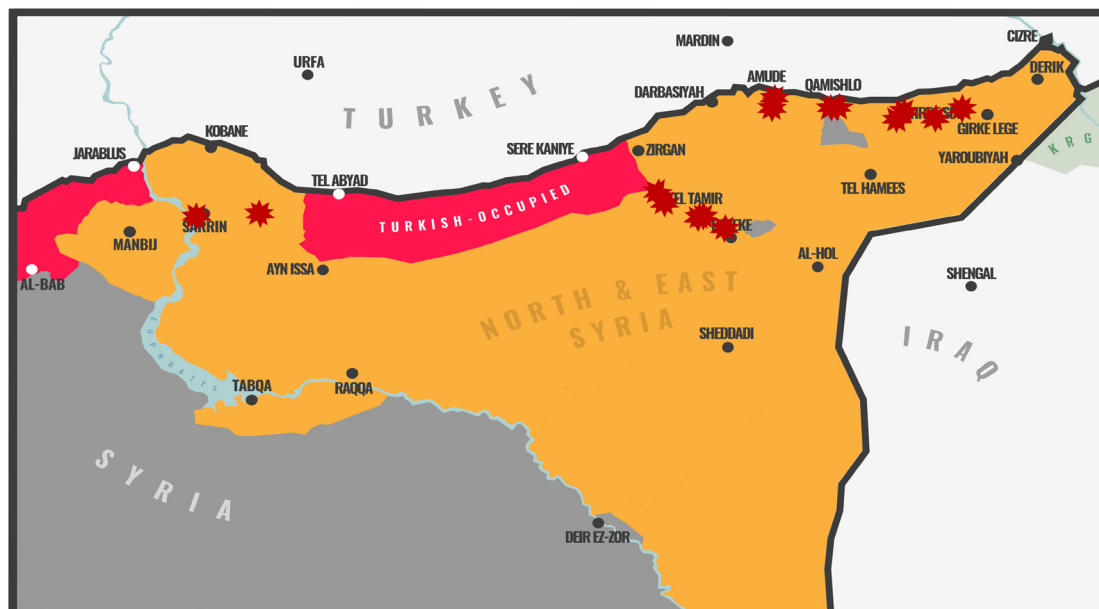 CIZRE
MARDIN
URFA
DERIK
AMUDE
QAMISHLO
TURKEY
DARBASIYAH
GIRKE LEGE
KOBANE
KRG
JARABLUS
SERE KANIYE
ZIRGAN
YAROUBIYAH
TEL ABYAD
TEL HAMEES
TURKISH-OCCUPIED
TEL TAMIR
SARRIN
MANBIJ
AL-HOL
AYN ISSA
SHENGAL
AL-BAB
NORTH & EAST
SYRIA
SHEDDADI
IRAQ
EUPHRATES
TABQA
RAQQA
SYRIA
DEIR EZ-ZOR